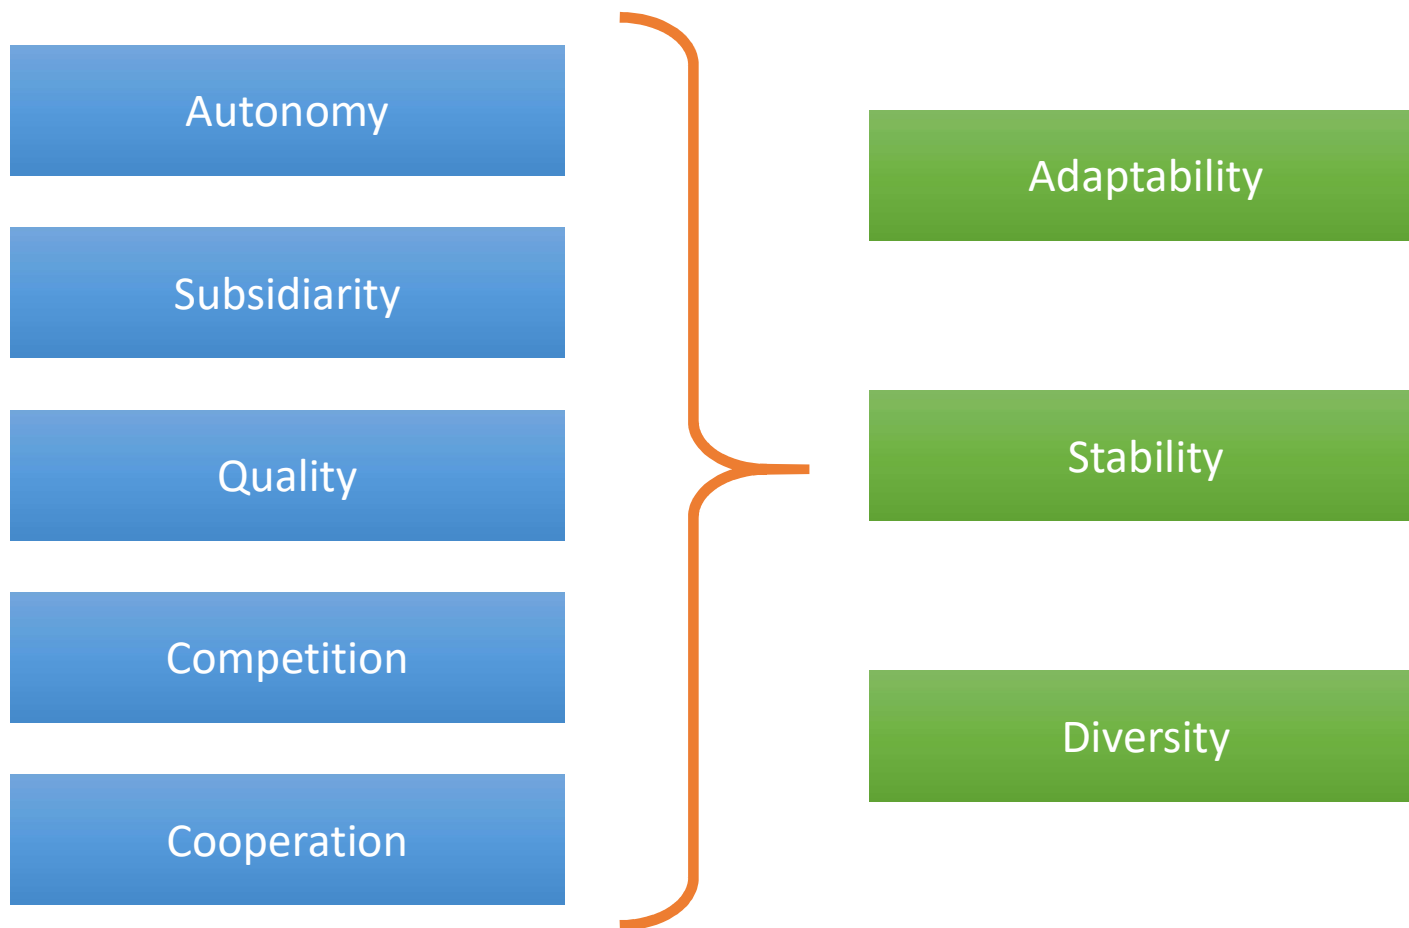 Autonomy
Subsidiarity
Quality
Competition
Cooperation
Adaptability
Stability
Diversity